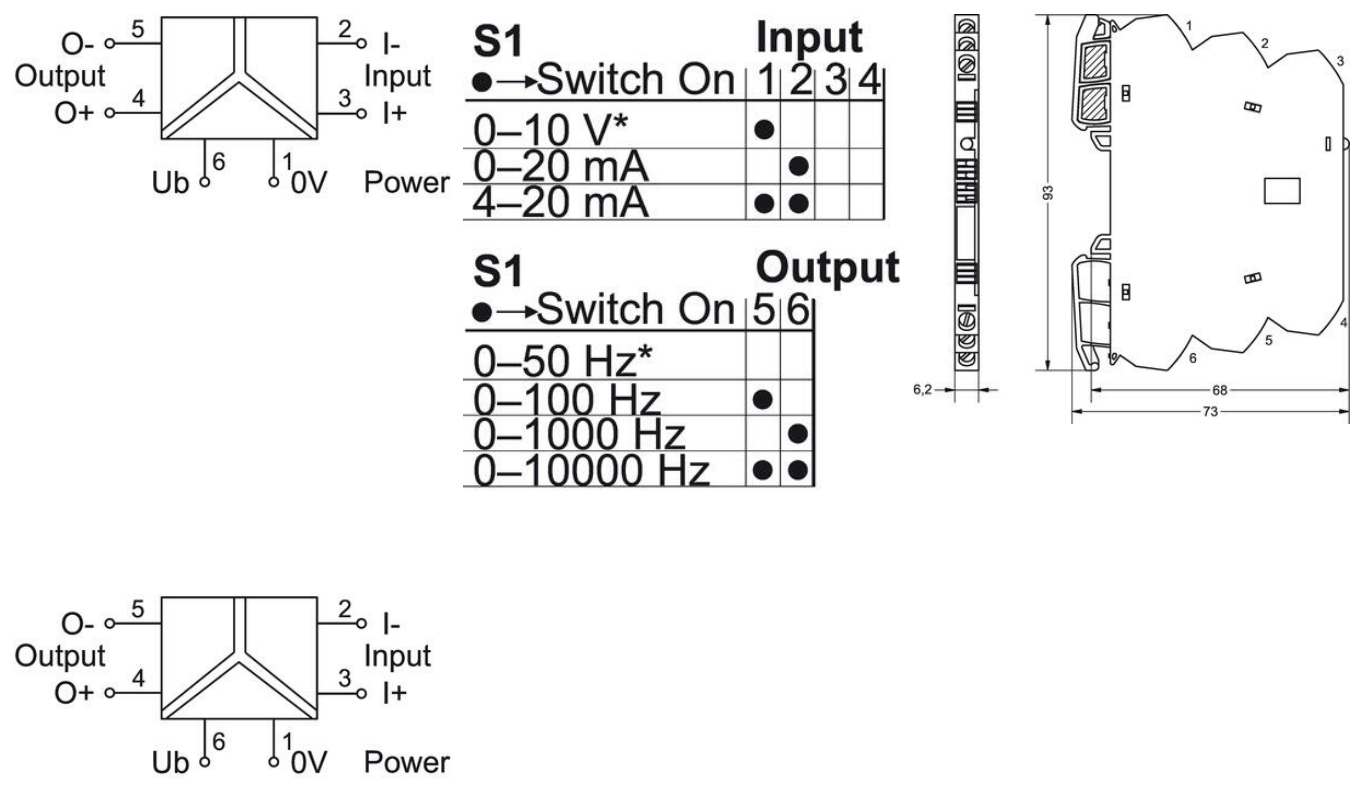 5 2
O- I-
Output Input
4 3
O+ I+
6 1
Ub 0V Power
S1 Input
●→Switch On 1 2 3 4
0–10 V* ●
0–20 mA ●
4–20 mA ● ●
S1 Output
●→Switch On 5 6
0–50 Hz*
0–100 Hz ●
0–1000 Hz ●
0–10000 Hz ● ●
6,2
93
1
2
3
4
5
6
68
73
5 2
O- I-
Output Input
4 3
O+ I+
6 1
Ub 0V Power